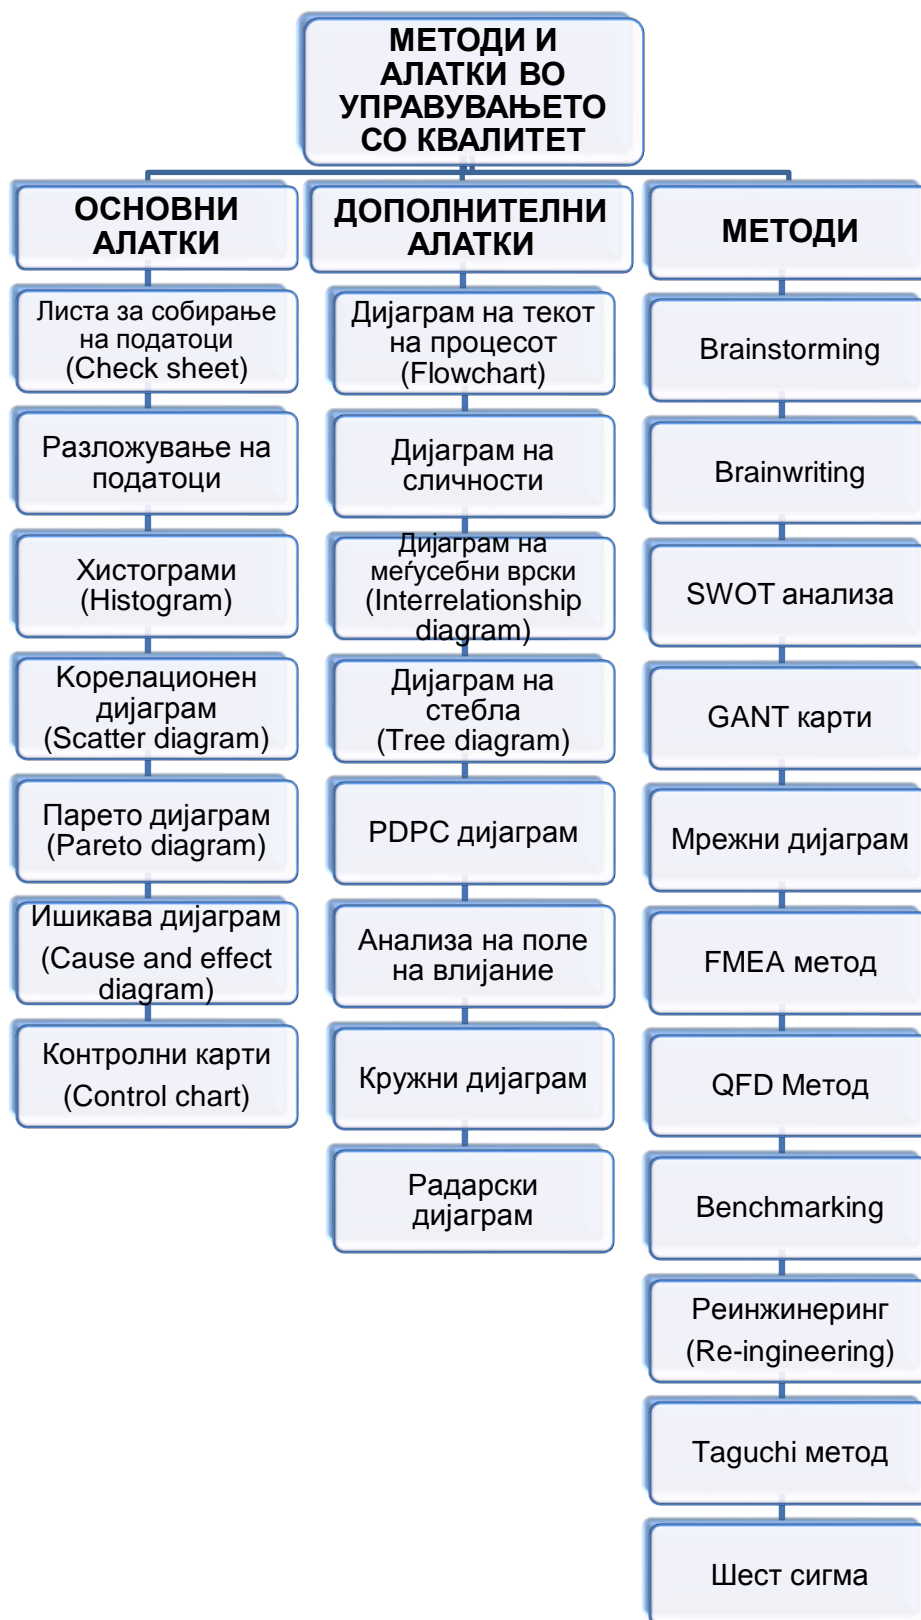 МЕТОДИ И
АЛАТКИ ВО
УПРАВУВАЊЕТО
СО КВАЛИТЕТ
ОСНОВНИ
АЛАТКИ
Листа за собирање
на податоци
(Check sheet)
Разложување на
податоци
Хистограми
(Histogram)
Корелационен
дијаграм
(Scatter diagram)
Парето дијаграм
(Pareto diagram)
Ишикава дијаграм
(Cause and effect
diagram)
Контролни карти
(Control chart)
ДОПОЛНИТЕЛНИ
АЛАТКИ
Дијаграм на текот
на процесот
(Flowchart)
Дијаграм на
сличности
Дијаграм на
меѓусебни врски
(Interrelationship
diagram)
Дијаграм на
стебла
(Tree diagram)
PDPC дијаграм
Анализа на поле
на влијание
Кружни дијаграм
Радарски
дијаграм
МЕТОДИ
Brainstorming
Brainwriting
SWOT анализа
GANT карти
Мрежни дијаграм
FMEA метод
QFD Метод
Benchmarking
Реинжинеринг
(Re-ingineering)
Taguchi метод
Шест сигма